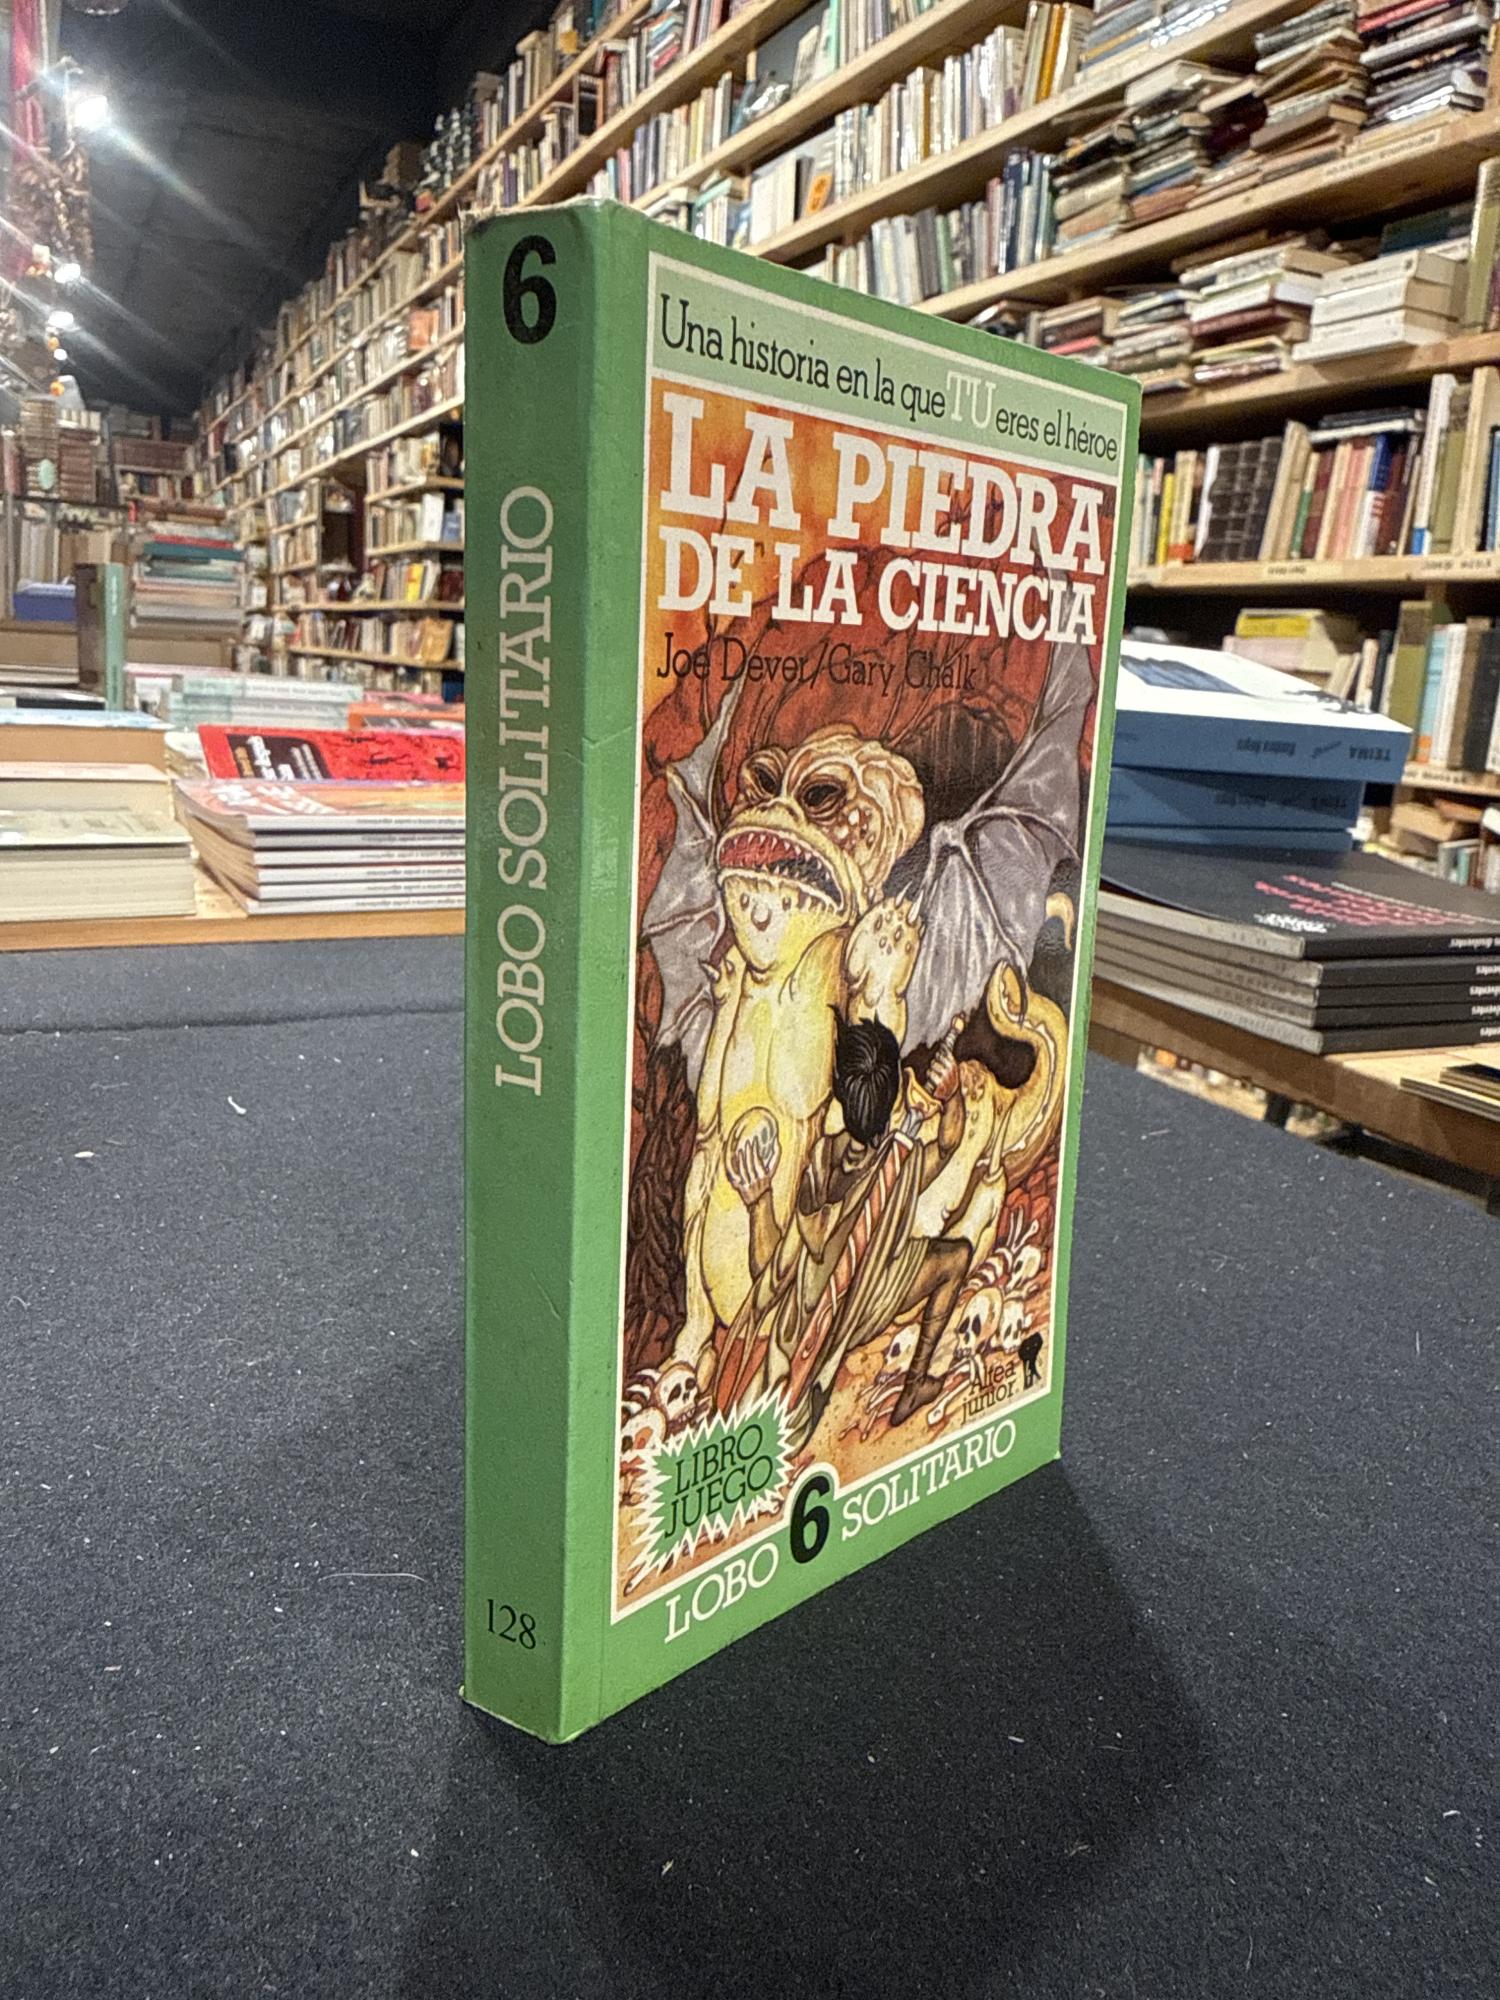 6
LOBO SOLITARIO
128
Una historia en la que TU eres el héroe
LA PIEDRA
DE LA CIENCIA
Joe Dever/Gary Chalk
Altea
junior
LIBRO
JUEGO
LOBO 6 SOLITARIO
TEIMA